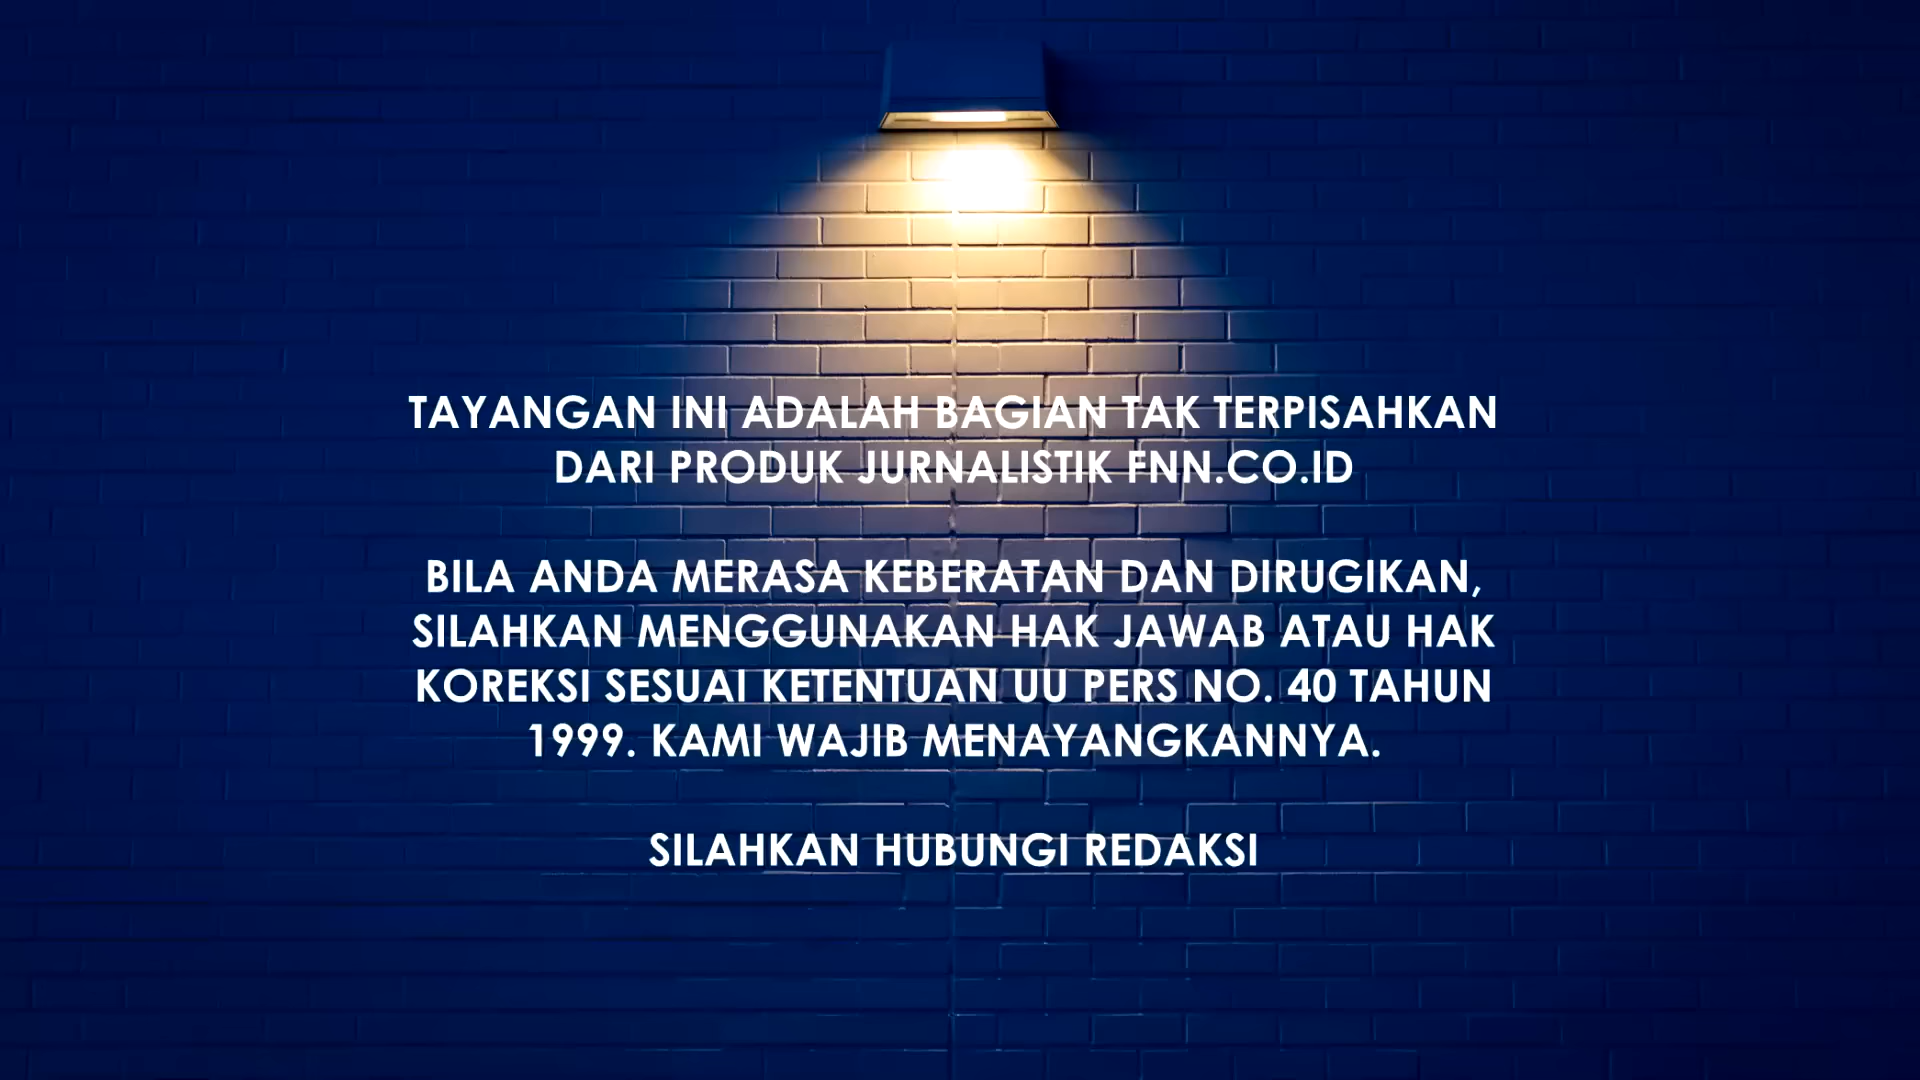 TAYANGAN INI ADALAH BAGIAN TAK TERPISAHKAN
DARI PRODUK JURNALISTIK FNN.CO.ID
BILA ANDA MERASA KEBERATAN DAN DIRUGIKAN,
SILAHKAN MENGGUNAKAN HAK JAWAB ATAU HAK
KOREKSI SESUAI KETENTUAN UU PERS NO. 40 TAHUN
1999. KAMI WAJIB MENAYANGKANNYA.
SILAHKAN HUBUNGI REDAKSI